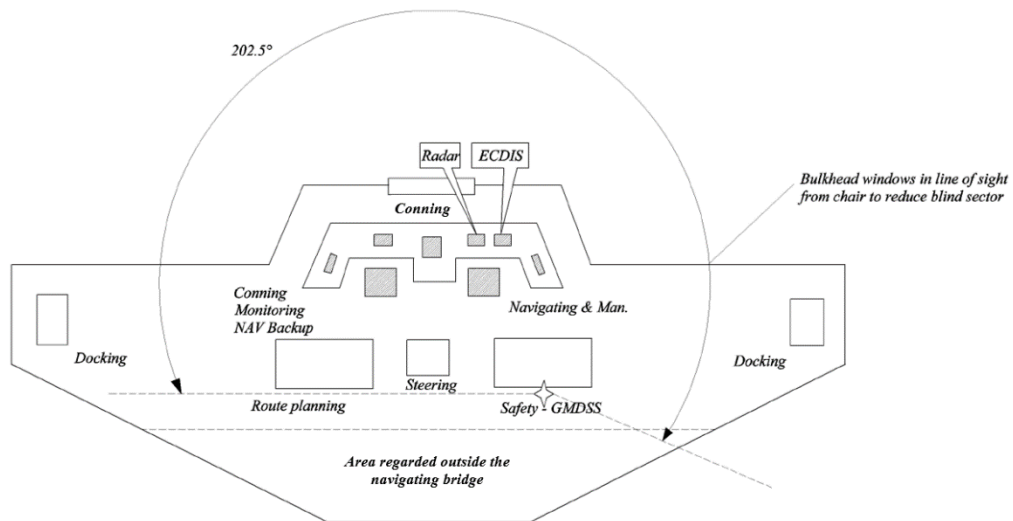 202.5°
Radar
ECDIS
Bulkhead windows in line of sight
from chair to reduce blind sector
Conning
Conning
Monitoring
NAV Backup
Navigating & Man.
Docking
Docking
Steering
Route planning
Safety - GMDSS
Area regarded outside the
navigating bridge